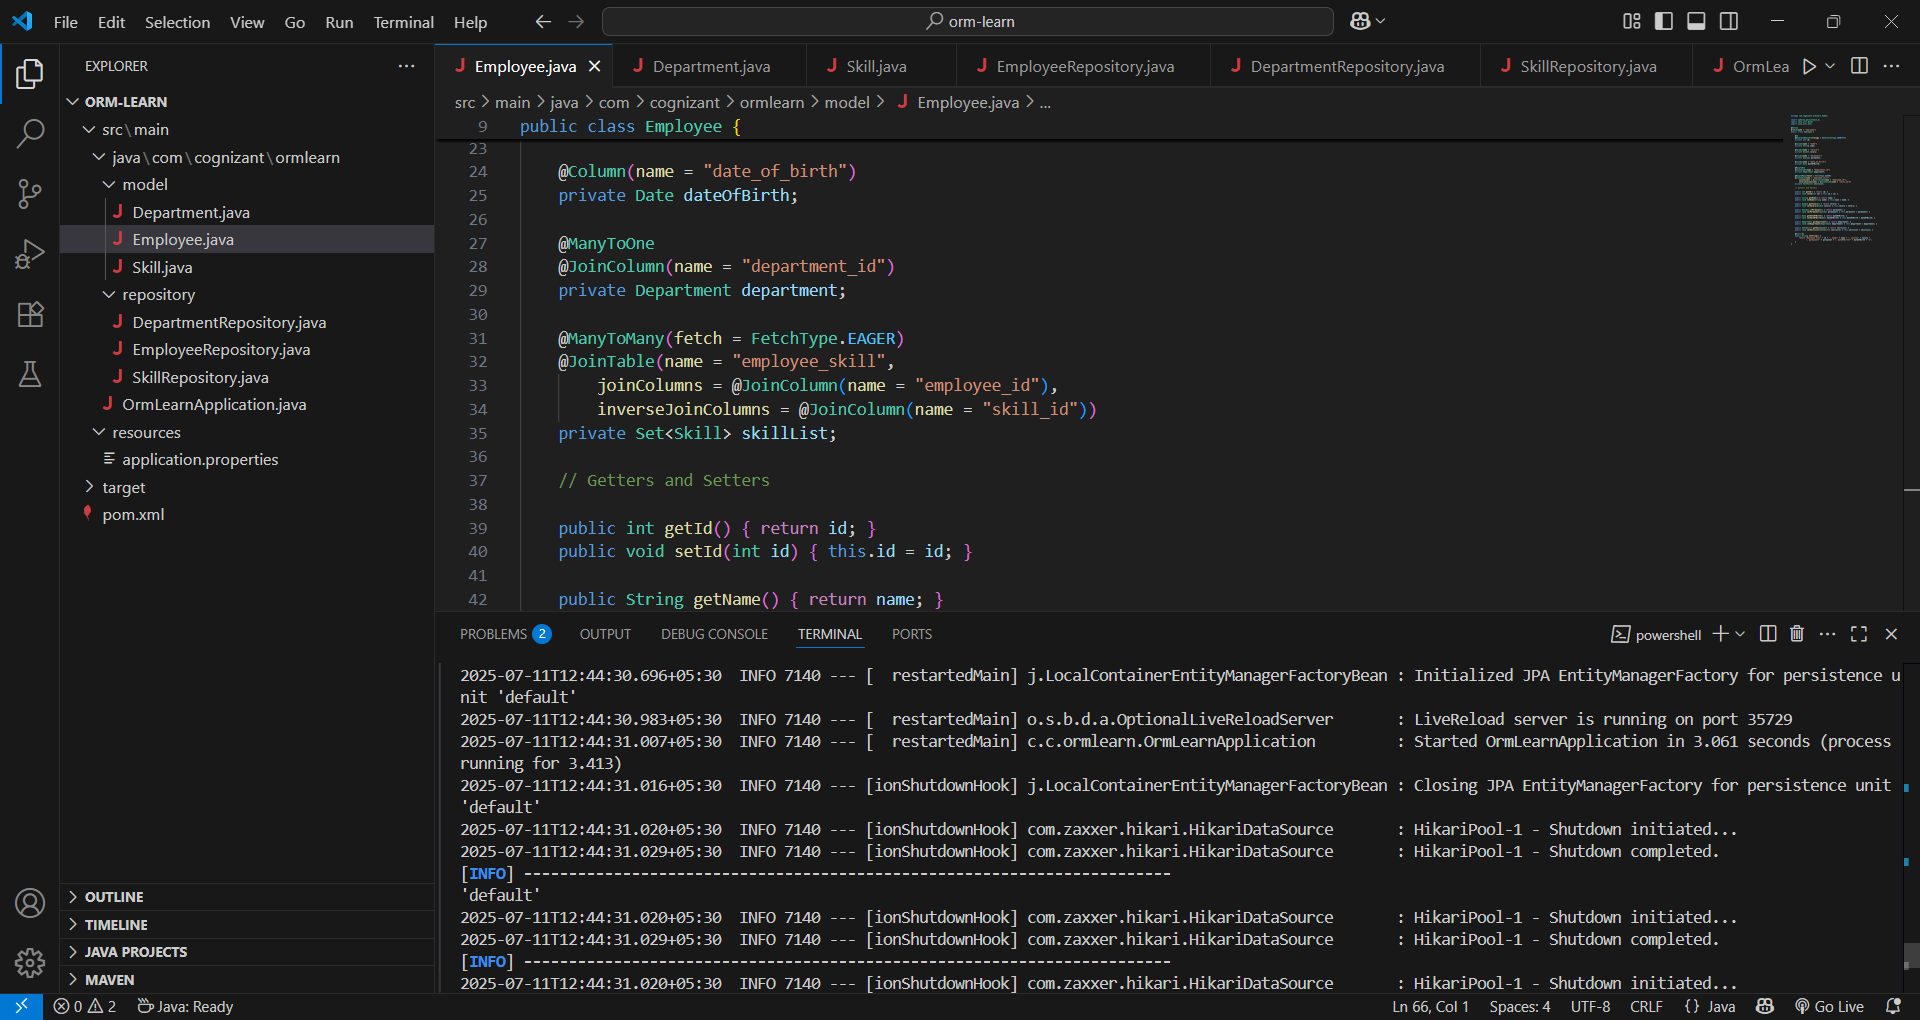 File Edit Selection View Go Run Terminal Help
orm-learn
EXPLORER
ORM-LEARN
src\main
java\com\cognizant\ormlearn
model
Department.java
Employee.java
Skill.java
repository
DepartmentRepository.java
EmployeeRepository.java
SkillRepository.java
OrmLearnApplication.java
resources
application.properties
target
pom.xml
OUTLINE
TIMELINE
JAVA PROJECTS
MAVEN
Employee.java Department.java Skill.java EmployeeRepository.java DepartmentRepository.java SkillRepository.java OrmLea
src > main > java > com > cognizant > ormlearn > model > Employee.java > ...
9 public class Employee {
23
24 @Column(name = "date_of_birth")
25 private Date dateOfBirth;
26
27 @ManyToOne
28 @JoinColumn(name = "department_id")
29 private Department department;
30
31 @ManyToMany(fetch = FetchType.EAGER)
32 @JoinTable(name = "employee_skill",
33 joinColumns = @JoinColumn(name = "employee_id"),
34 inverseJoinColumns = @JoinColumn(name = "skill_id"))
35 private Set<Skill> skillList;
36
37 // Getters and Setters
38
39 public int getId() { return id; }
40 public void setId(int id) { this.id = id; }
41
42 public String getName() { return name; }
PROBLEMS 2 OUTPUT DEBUG CONSOLE TERMINAL PORTS
powershell
2025-07-11T12:44:30.696+05:30  INFO 7140 --- [  restartedMain] j.LocalContainerEntityManagerFactoryBean : Initialized JPA EntityManagerFactory for persistence u
nit 'default'
2025-07-11T12:44:30.983+05:30  INFO 7140 --- [  restartedMain] o.s.b.d.a.OptionalLiveReloadServer       : LiveReload server is running on port 35729
2025-07-11T12:44:31.007+05:30  INFO 7140 --- [  restartedMain] c.c.ormlearn.OrmLearnApplication         : Started OrmLearnApplication in 3.061 seconds (process
running for 3.413)
2025-07-11T12:44:31.016+05:30  INFO 7140 --- [ionShutdownHook] j.LocalContainerEntityManagerFactoryBean : Closing JPA EntityManagerFactory for persistence unit
'default'
2025-07-11T12:44:31.020+05:30  INFO 7140 --- [ionShutdownHook] com.zaxxer.hikari.HikariDataSource       : HikariPool-1 - Shutdown initiated...
2025-07-11T12:44:31.029+05:30  INFO 7140 --- [ionShutdownHook] com.zaxxer.hikari.HikariDataSource       : HikariPool-1 - Shutdown completed.
[INFO] ------------------------------------------------------------------------
'default'
2025-07-11T12:44:31.020+05:30  INFO 7140 --- [ionShutdownHook] com.zaxxer.hikari.HikariDataSource       : HikariPool-1 - Shutdown initiated...
2025-07-11T12:44:31.029+05:30  INFO 7140 --- [ionShutdownHook] com.zaxxer.hikari.HikariDataSource       : HikariPool-1 - Shutdown completed.
[INFO] ------------------------------------------------------------------------
2025-07-11T12:44:31.020+05:30  INFO 7140 --- [ionShutdownHook] com.zaxxer.hikari.HikariDataSource       : HikariPool-1 - Shutdown initiated...
0 2 Java: Ready Ln 66, Col 1 Spaces: 4 UTF-8 CRLF {} Java Go Live